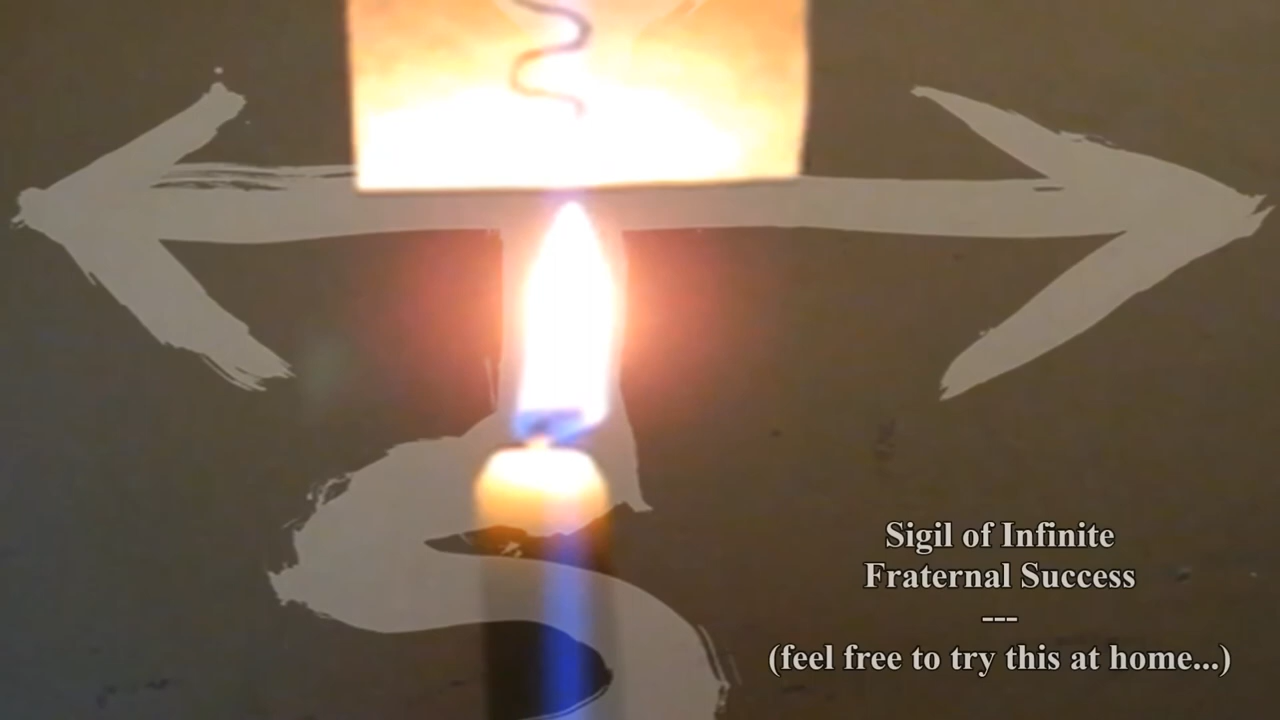 Sigil of Infinite
Fraternal Success
---
(feel free to try this at home...)